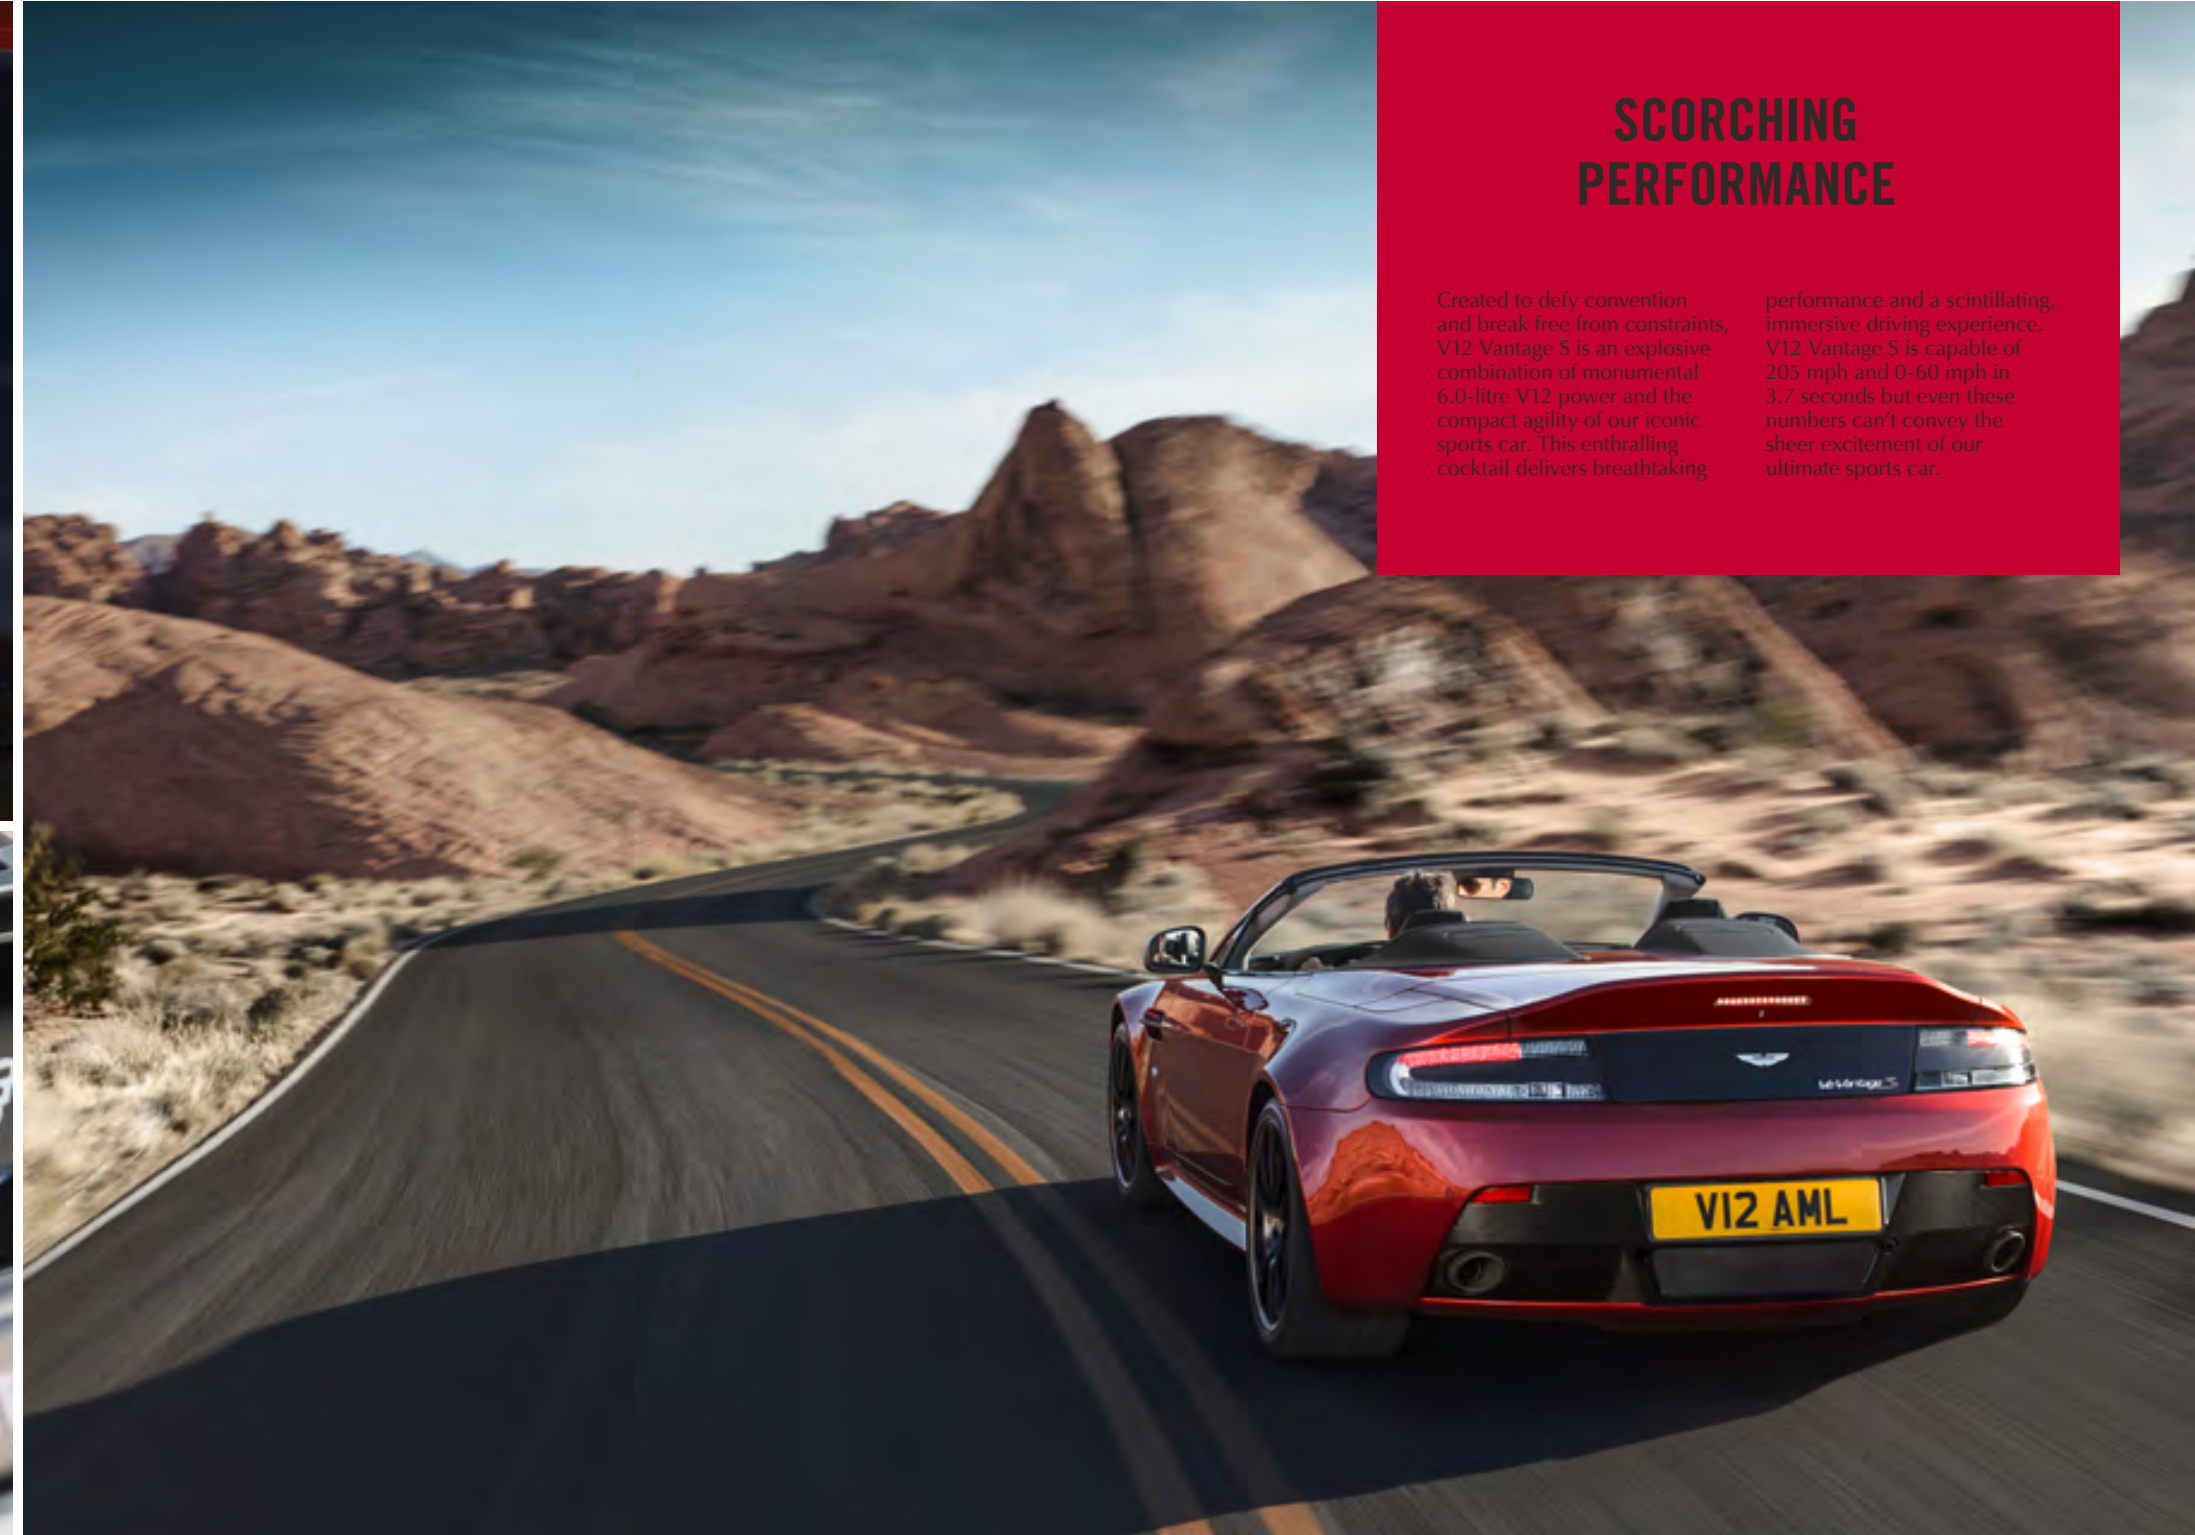 SCORCHING
PERFORMANCE
Created to defy convention
and break free from constraints,
V12 Vantage S is an explosive
combination of monumental
6.0-litre V12 power and the
compact agility of our iconic
sports car. This enthralling
cocktail delivers breathtaking
performance and a scintillating,
immersive driving experience.
V12 Vantage S is capable of
205 mph and 0-60 mph in
3.7 seconds but even these
numbers can’t convey the
sheer excitement of our
ultimate sports car.
Vantage S
V12 AML